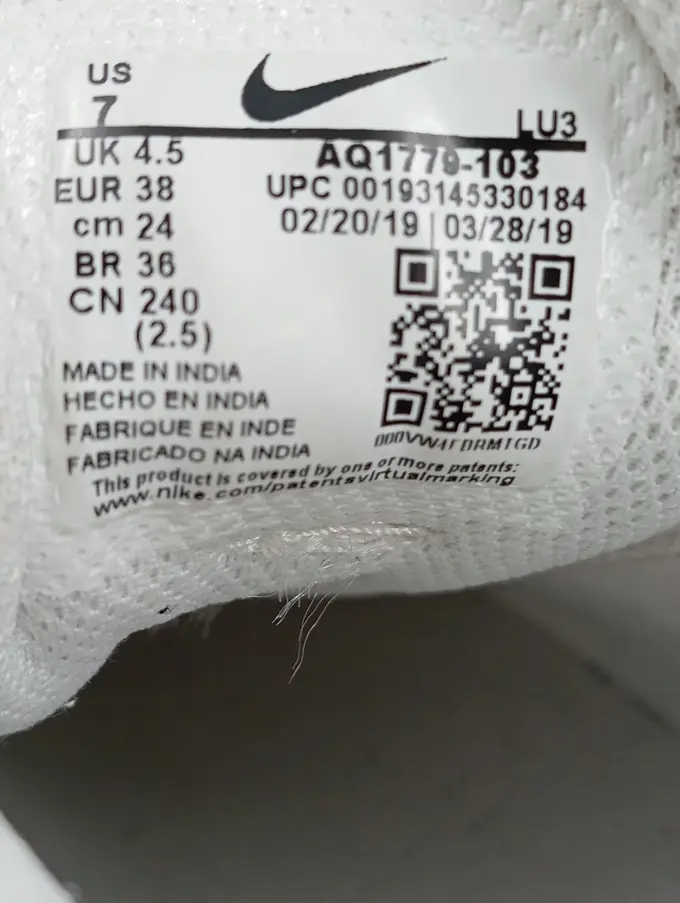 US
7
LU3
UK 4.5
AQ1779-103
EUR 38
UPC 00193145330184
cm 24
02/20/19 | 03/28/19
BR 36
CN 240
(2.5)
MADE IN INDIA
HECHO EN INDIA
FABRIQUE EN INDE
FABRICADO NA INDIA
This product is covered by one or more patents:
www.nike.com/patentsvirtualmarking